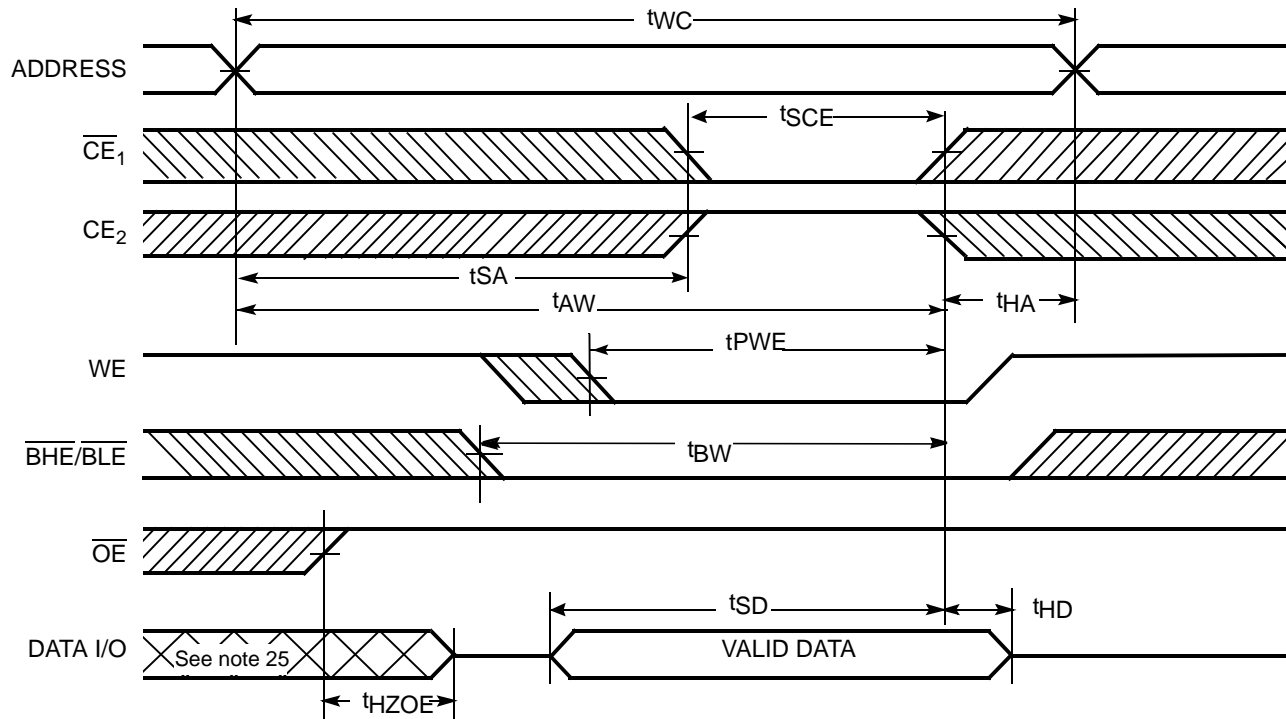 tWC
ADDRESS
tSCE
CE1
CE2
tSA
tAW
tHA
tPWE
WE
BHE/BLE
tBW
OE
tSD
tHD
DATA I/O
See note 25
VALID DATA
tHZOE